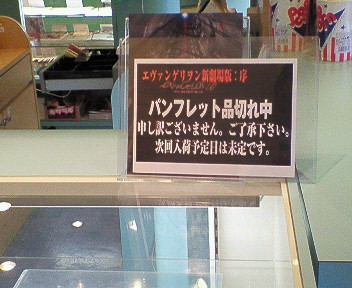 エヴァンゲリヲン新劇場版:序
パンフレット品切れ中
申し訳ございません。ご了承下さい。
次回入荷予定日は未定です。